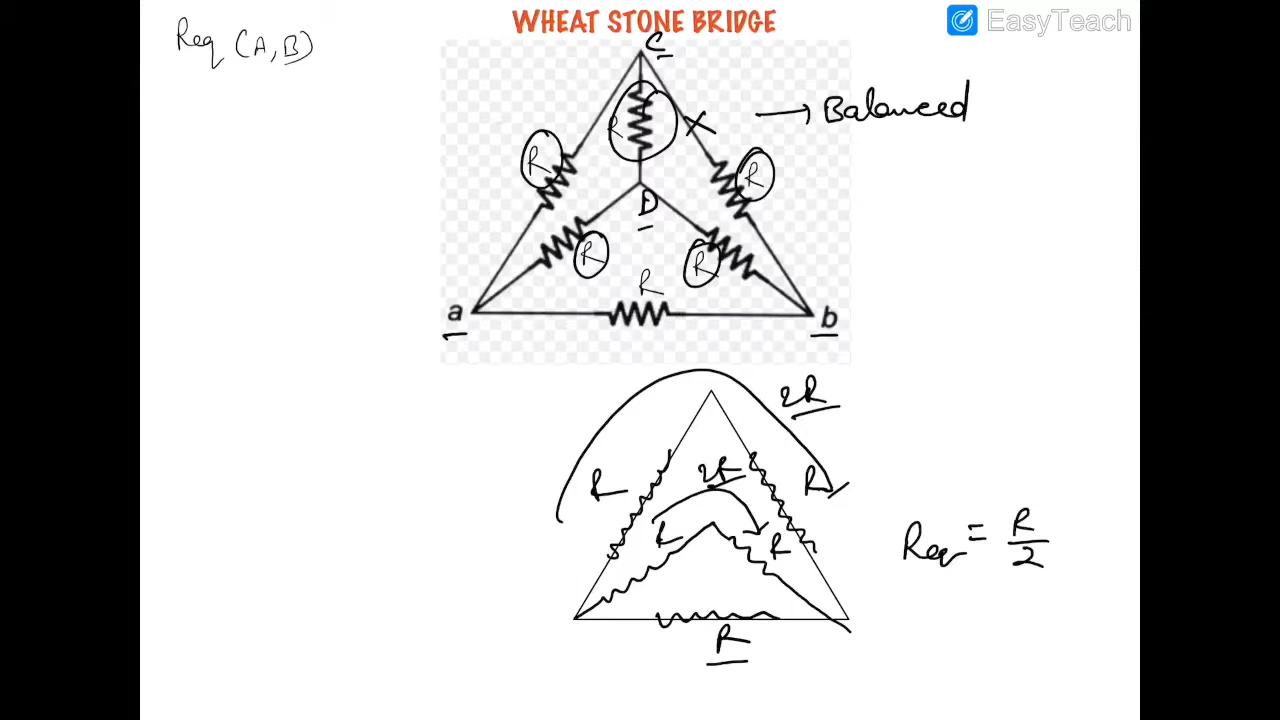 WHEAT STONE BRIDGE
EasyTeach
Req (A,B)
C
R
X
→ Balanced
R
R
D
R
R
R
a
b
2R
2R
R
R
R
R
R
Req = R/2